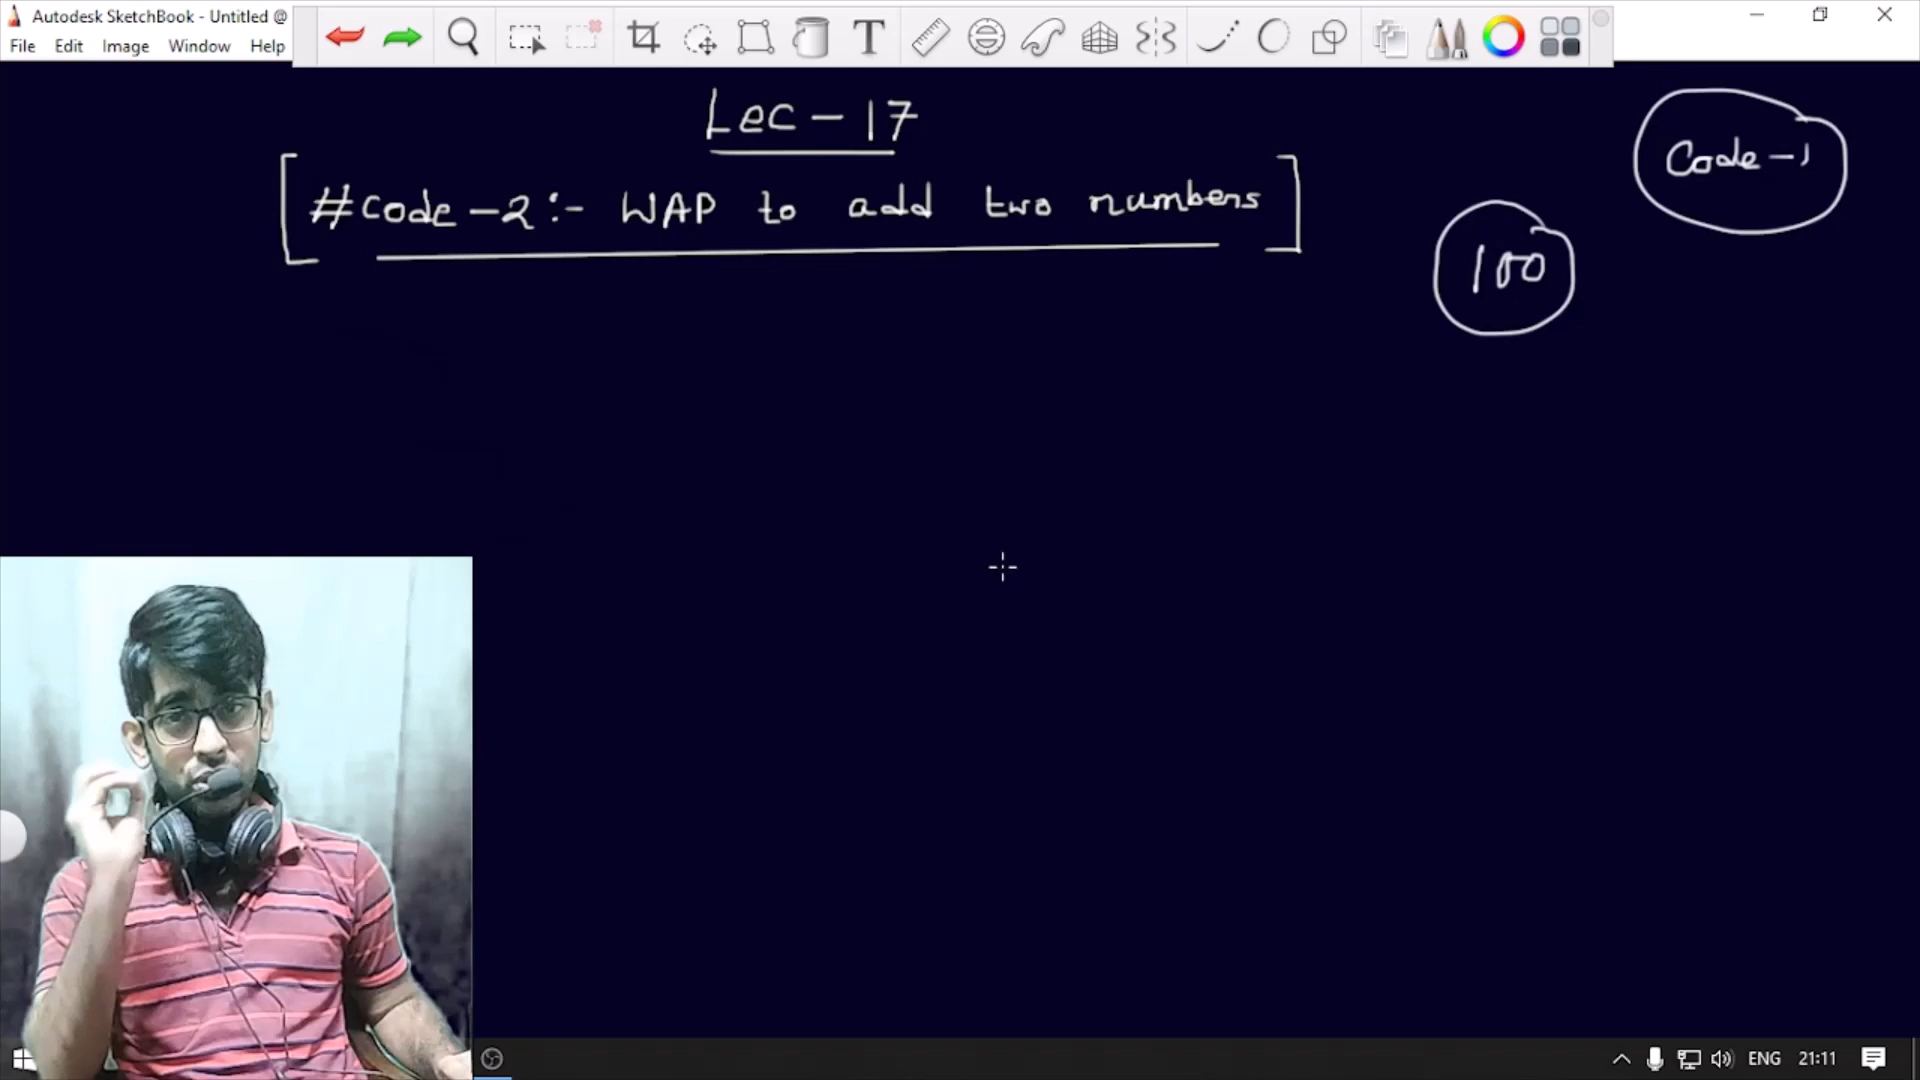 Autodesk SketchBook - Untitled @
File Edit Image Window Help
T
Lec - 17
#code-2:- WAP to add two numbers
Code-1
100
ENG 21:11